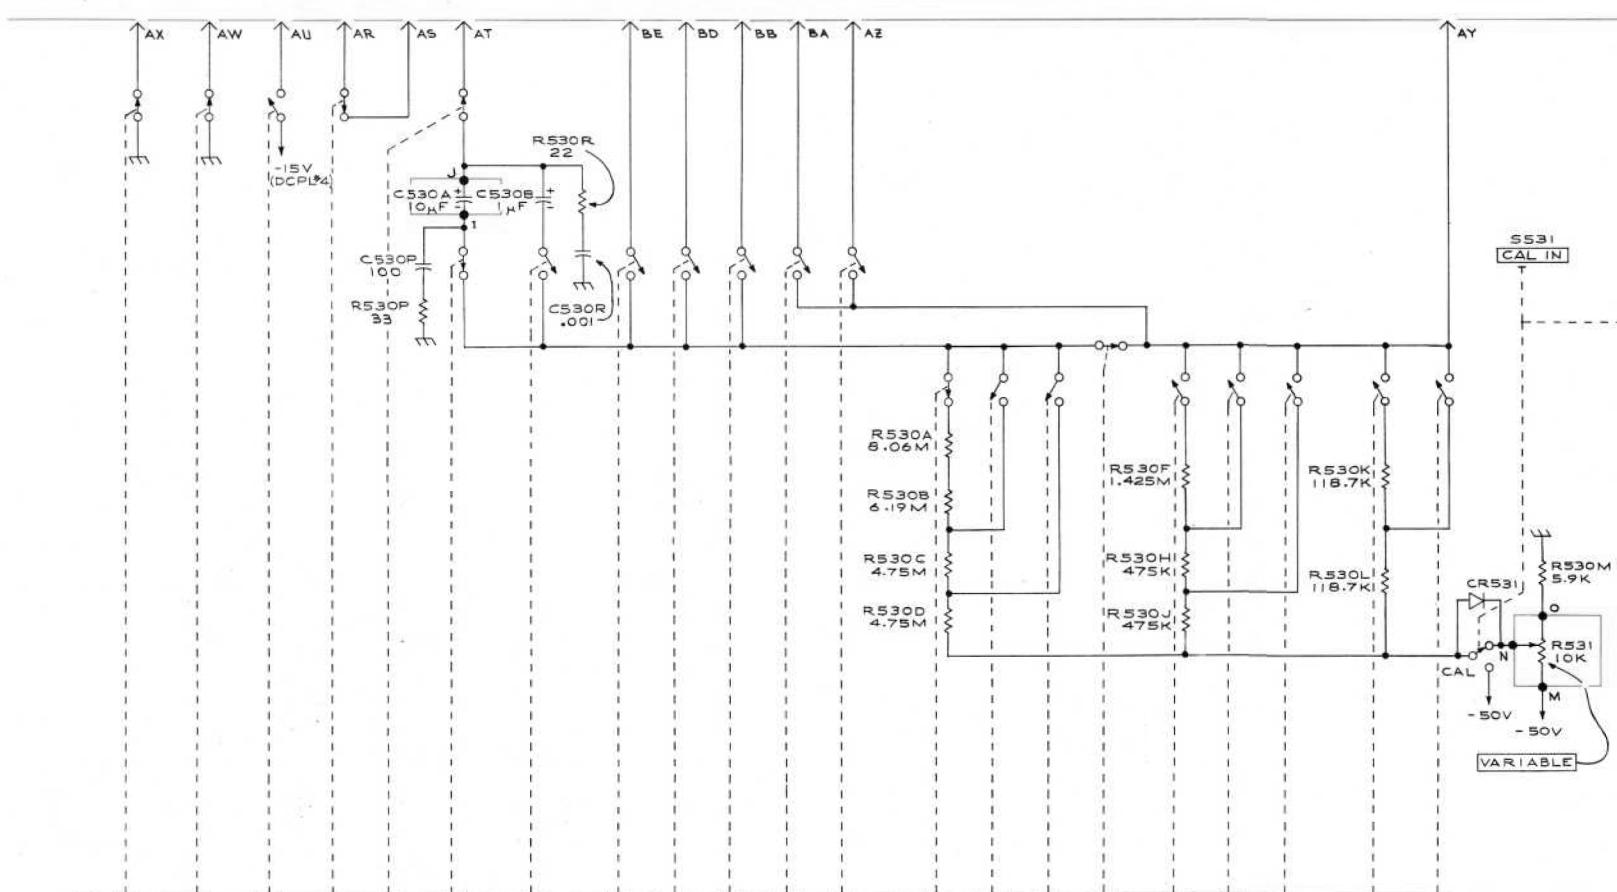 AX
AW
AU
AR
AS
AT
BE
BD
BB
BA
AZ
AY
-15V
(DCPL#4)
R530R
22
J
C530A
10µF
+
-
C530B
µF
+
-
I
C530P
100
R530P
33
C530R
.001
S531
CAL IN
R530A
8.06M
R530B
6.19M
R530C
4.75M
R530D
4.75M
R530F
1.425M
R530H
475K
R530J
475K
R530K
118.7K
R530L
118.7K
CR531
R530M
5.9K
O
R531
10K
N
CAL
M
-50V
-50V
VARIABLE